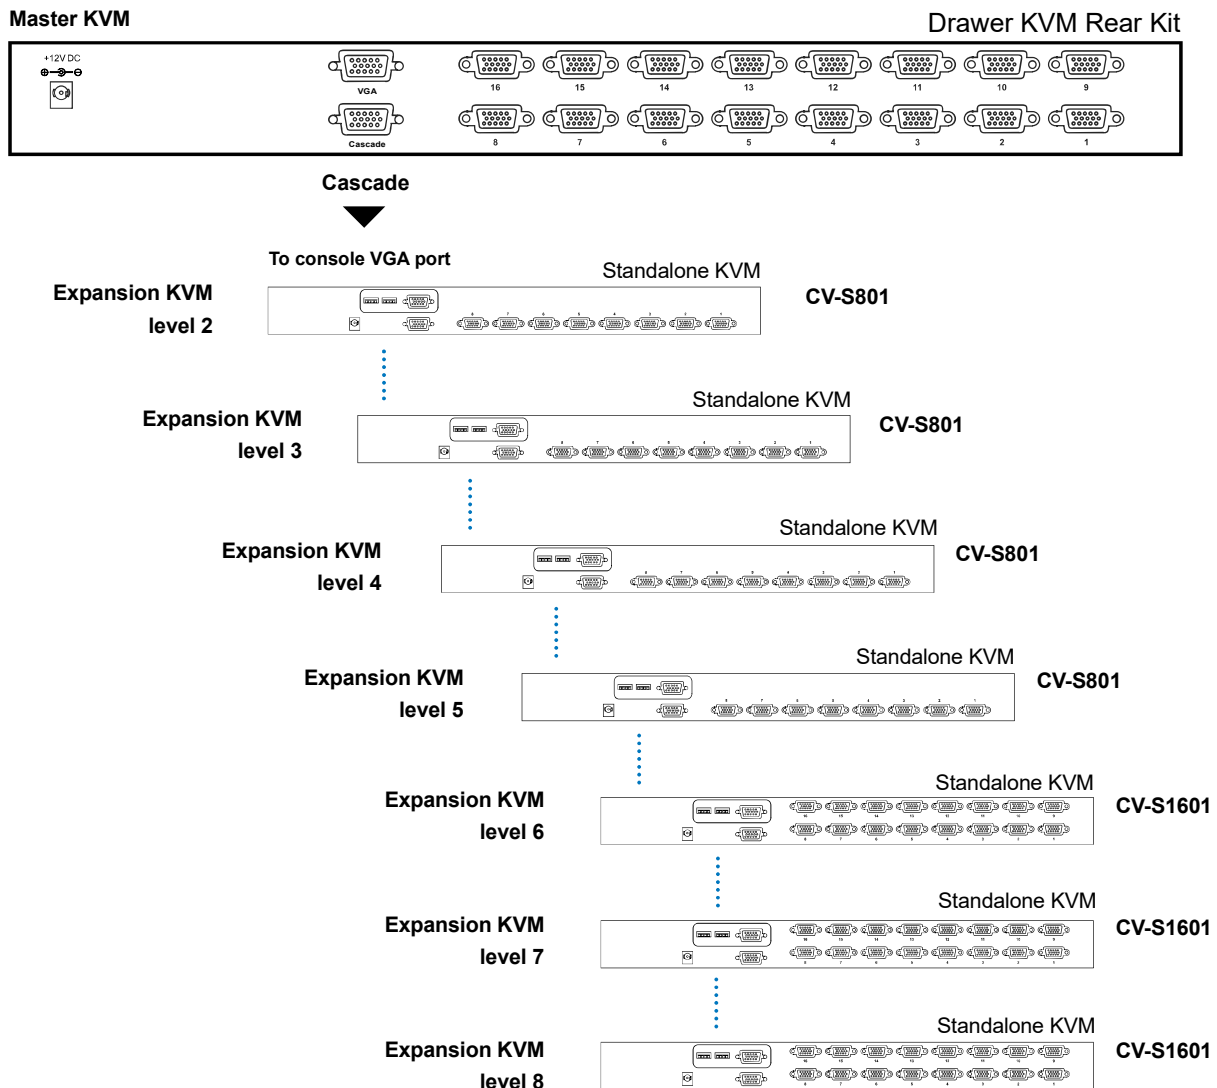 Master KVM
Drawer KVM Rear Kit
+12V DC
VGA
16 15 14 13 12 11 10 9
Cascade
8 7 6 5 4 3 2 1
Cascade
To console VGA port
Standalone KVM
Expansion KVM
level 2
CV-S801
Standalone KVM
Expansion KVM
level 3
CV-S801
Standalone KVM
Expansion KVM
level 4
CV-S801
Standalone KVM
Expansion KVM
level 5
CV-S801
Standalone KVM
Expansion KVM
level 6
CV-S1601
Standalone KVM
Expansion KVM
level 7
CV-S1601
Standalone KVM
Expansion KVM
level 8
CV-S1601